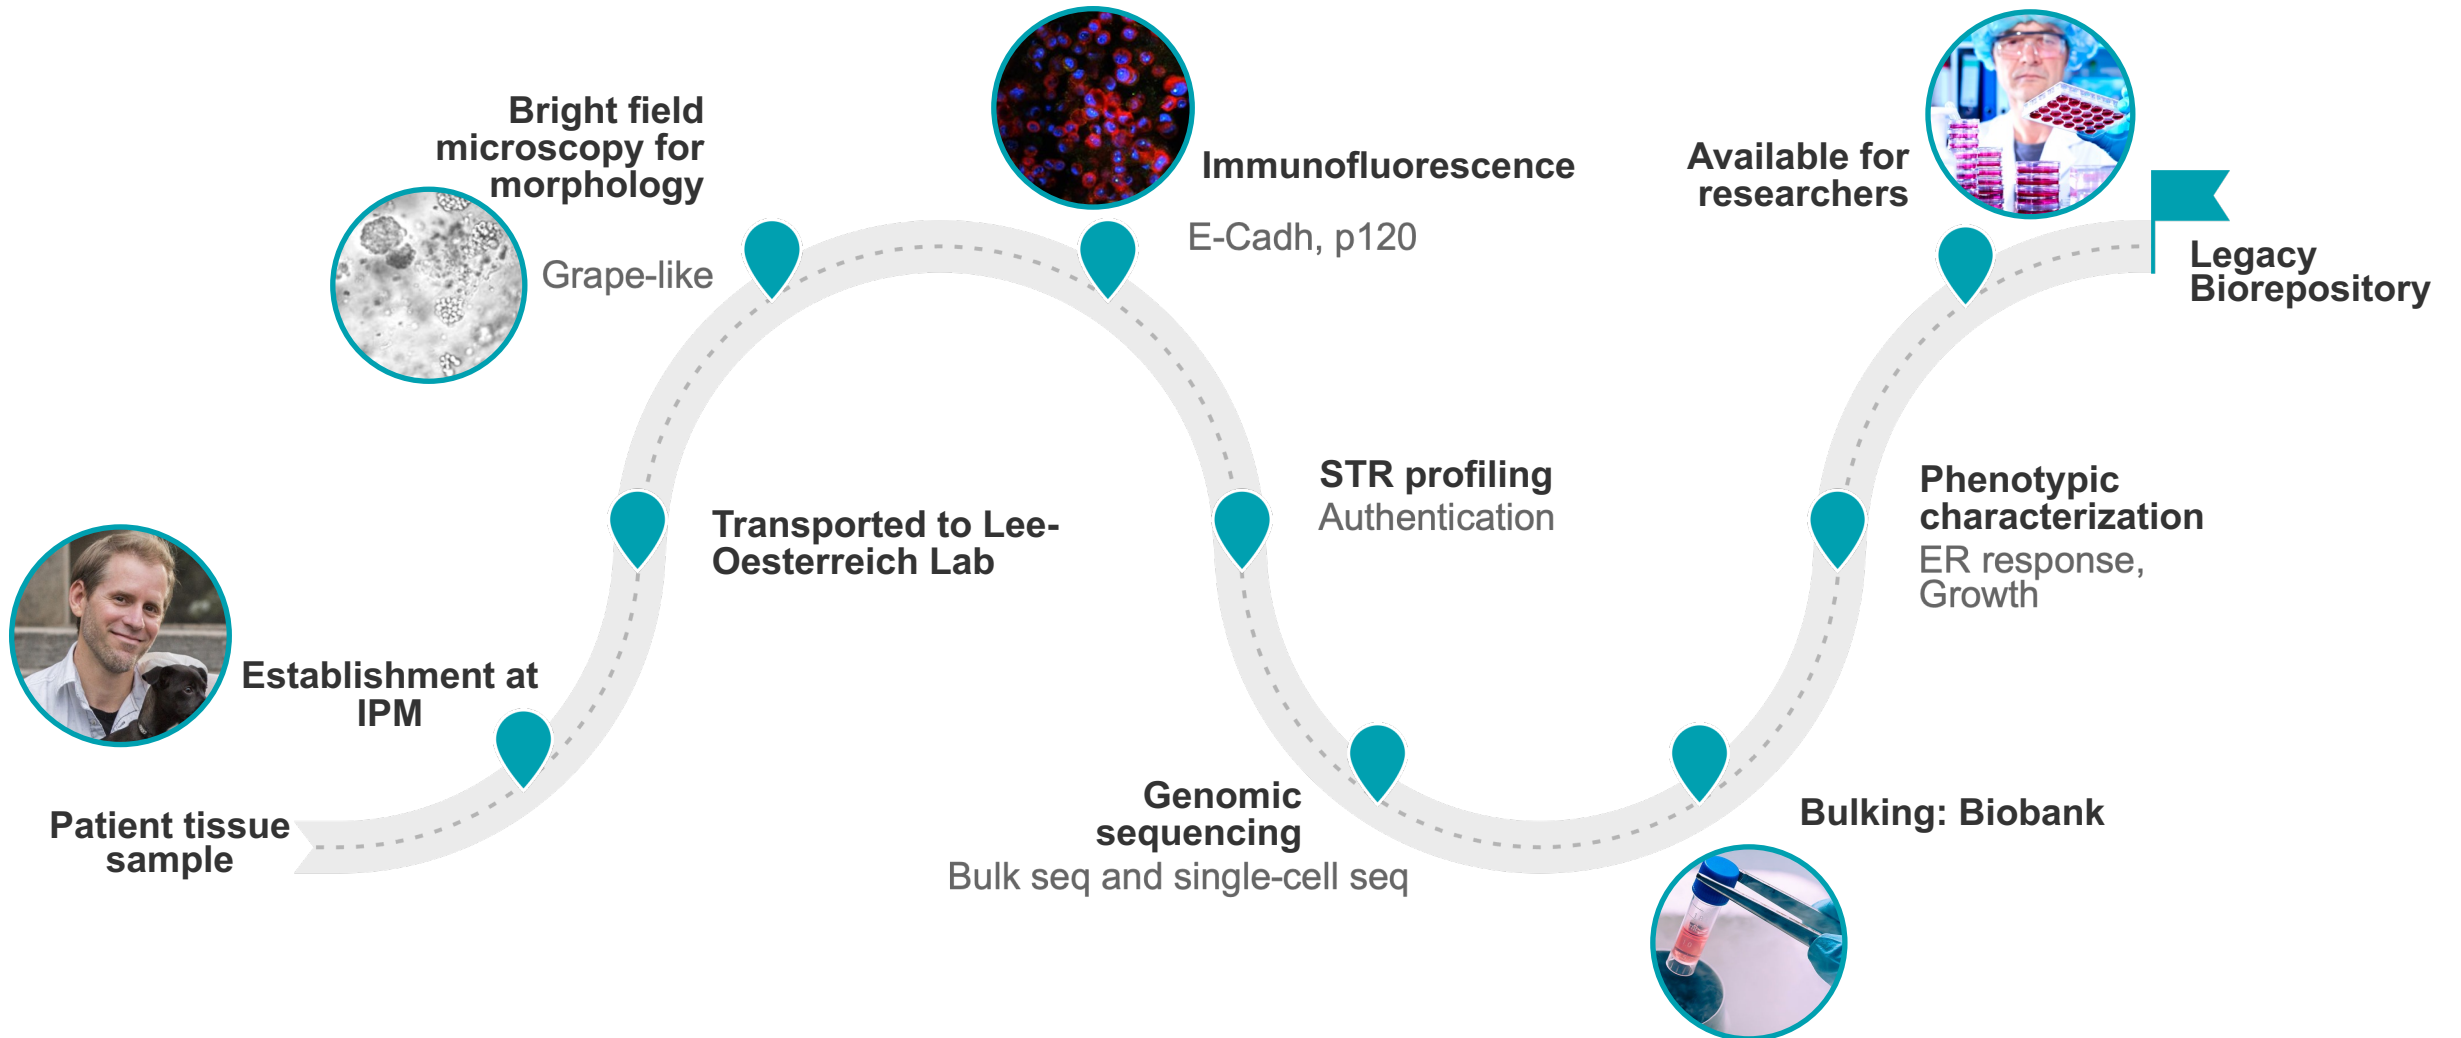 Patient tissue
sample
Establishment at
IPM
Transported to Lee-
Oesterreich Lab
Bright field
microscopy for
morphology
Grape-like
Immunofluorescence
E-Cadh, p120
STR profiling
Authentication
Genomic
sequencing
Bulk seq and single-cell seq
Bulking: Biobank
Phenotypic
characterization
ER response,
Growth
Available for
researchers
Legacy
Biorepository